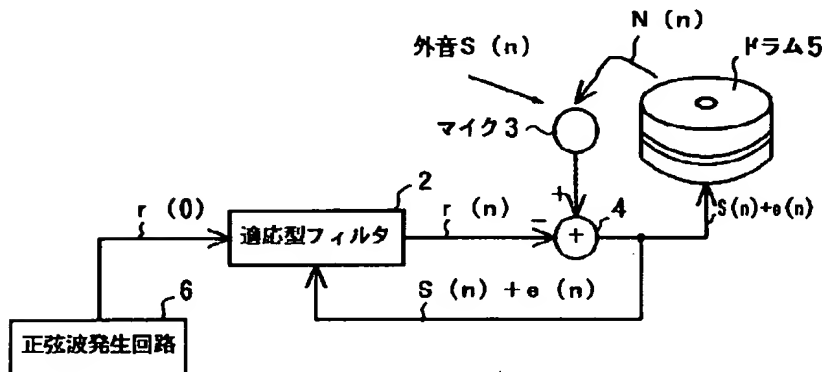 N (n)
外音S (n)
ドラム5
マイク3
2
+
4
r (0)
r (n)
-
+
S(n)+e(n)
適応型フィルタ
S (n) + e (n)
6
正弦波発生回路